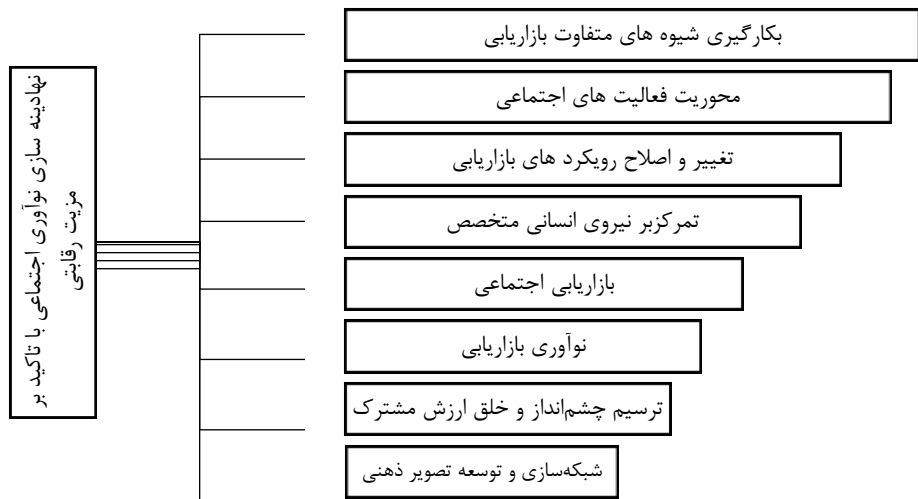 بکارگیری شیوه های متفاوت بازاریابی
محوریت فعالیت های اجتماعی
تغییر و اصلاح رویکرد های بازاریابی
تمرکزبر نیروی انسانی متخصص
بازاریابی اجتماعی
نوآوری بازاریابی
ترسیم چشم‌انداز و خلق ارزش مشترک
شبکه‌سازی و توسعه تصویر ذهنی
نهادینه سازی نوآوری اجتماعی با تاکید بر
مزیت رقابتی